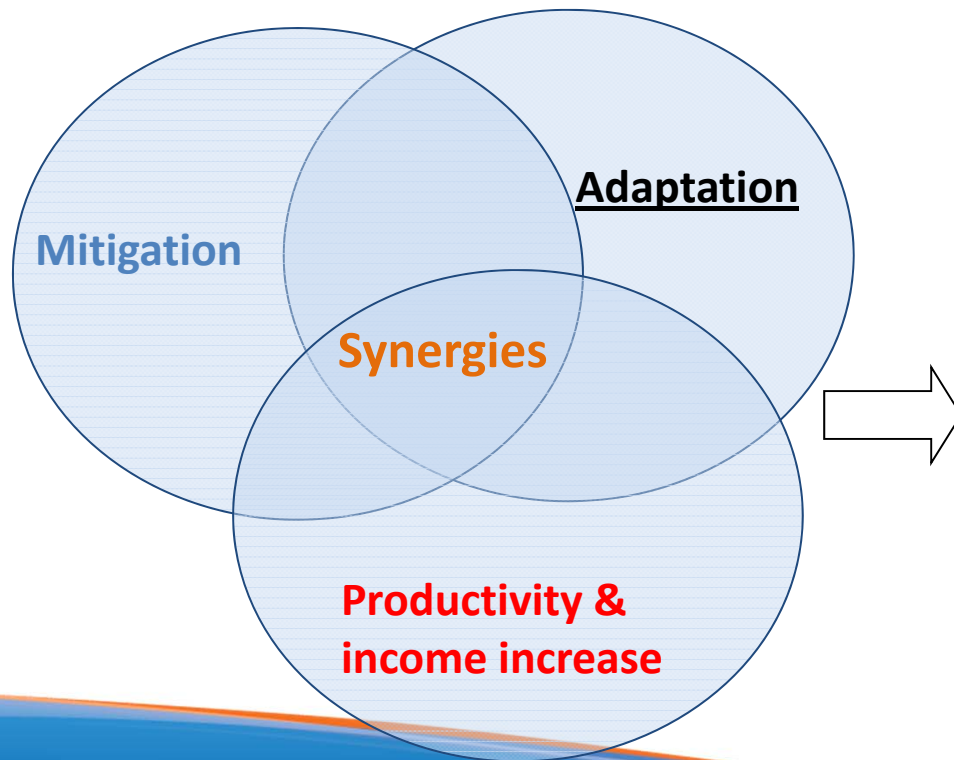 Adaptation
Mitigation
Synergies
Productivity &
income increase